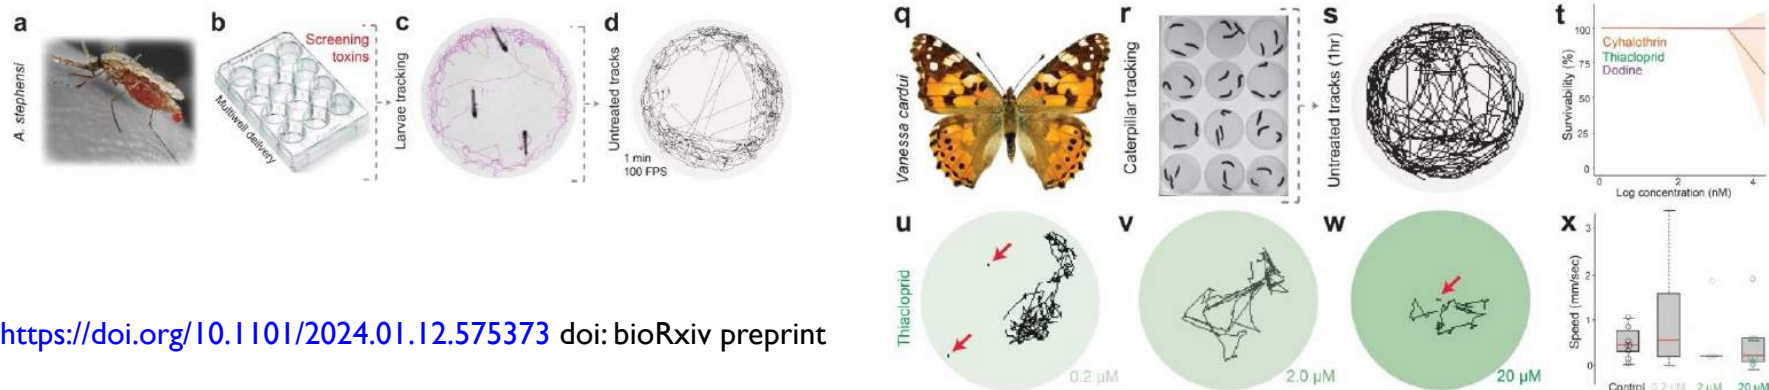 a
A. stephensi
b
Screening
toxins
Multiwell delivery
c
Larvae tracking
d
Untreated tracks
1 min
100 FPS
q
Vanessa cardui
r
Caterpillar tracking
s
Untreated tracks (1hr)
t
Survivability (%)
100
75
50
25
0
Cyhalothrin
Thiacloprid
Dodine
0
2
4
Log concentration (nM)
u
Thiacloprid
0.2 µM
v
2.0 µM
w
20 µM
x
Speed (mm/sec)
3
2
1
0
Control
0.2 µM
2 µM
20 µM
https://doi.org/10.1101/2024.01.12.575373 doi: bioRxiv preprint